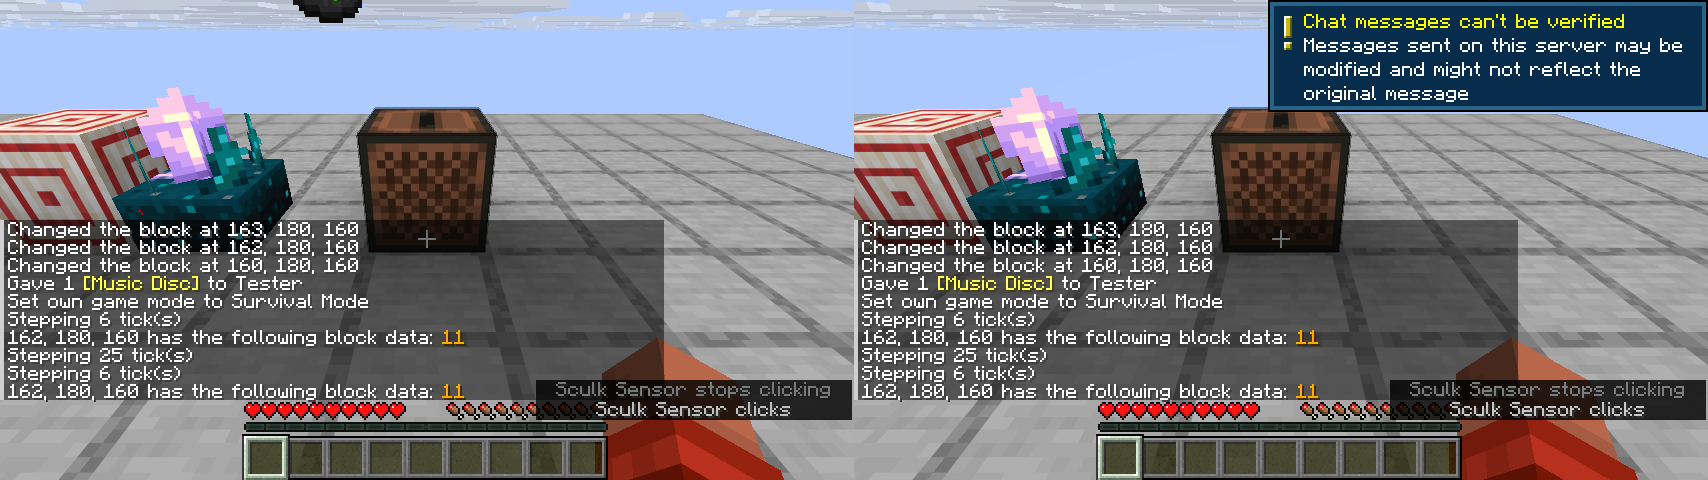 Changed the block at 163, 180, 160
Changed the block at 162, 180, 160
Changed the block at 160, 180, 160
Gave 1 [Music Disc] to Tester
Set own game mode to Survival Mode
Stepping 6 tick(s)
162, 180, 160 has the following block data: 11
Stepping 25 tick(s)
Stepping 6 tick(s)
162, 180, 160 has the following block data: 11
Sculk Sensor stops clicking
Sculk Sensor clicks
Chat messages can't be verified
Messages sent on this server may be
modified and might not reflect the
original message
Changed the block at 163, 180, 160
Changed the block at 162, 180, 160
Changed the block at 160, 180, 160
Gave 1 [Music Disc] to Tester
Set own game mode to Survival Mode
Stepping 6 tick(s)
162, 180, 160 has the following block data: 11
Stepping 25 tick(s)
Stepping 6 tick(s)
162, 180, 160 has the following block data: 11
Sculk Sensor stops clicking
Sculk Sensor clicks